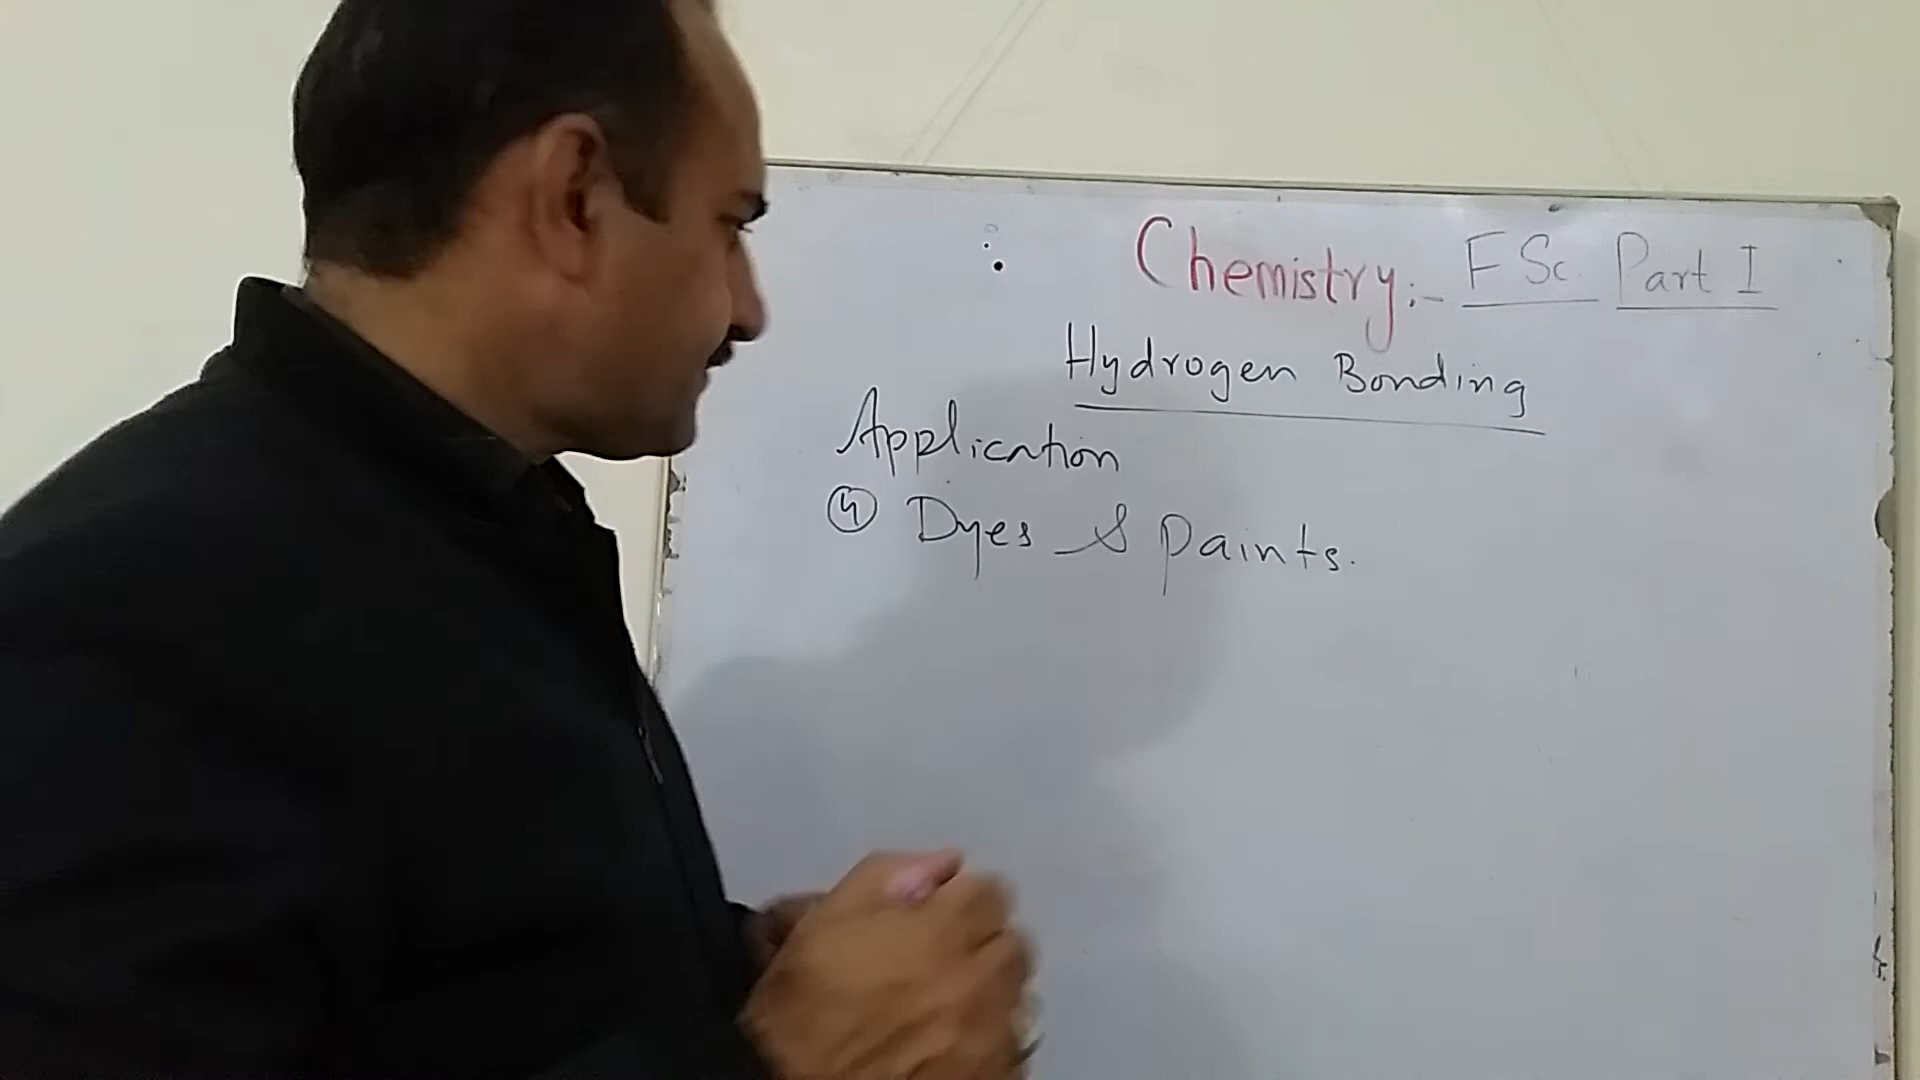 Chemistry:- FSc. Part I
Hydrogen Bonding
Application
④ Dyes & Paints.